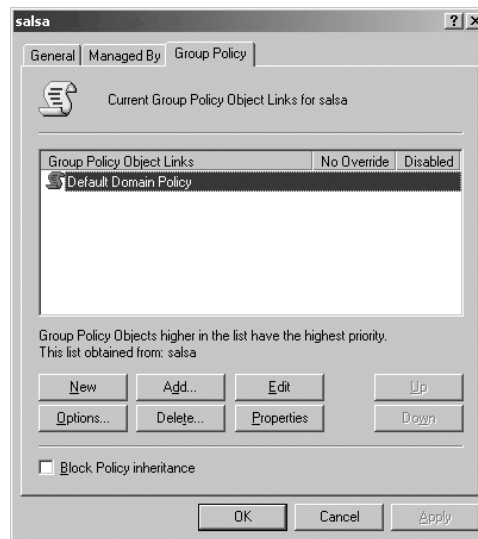 salsa
General Managed By Group Policy
Current Group Policy Object Links for salsa
Group Policy Object Links No Override Disabled
Default Domain Policy
Group Policy Objects higher in the list have the highest priority.
This list obtained from: salsa
New Add... Edit Up
Options... Delete... Properties Down
Block Policy inheritance
OK Cancel Apply